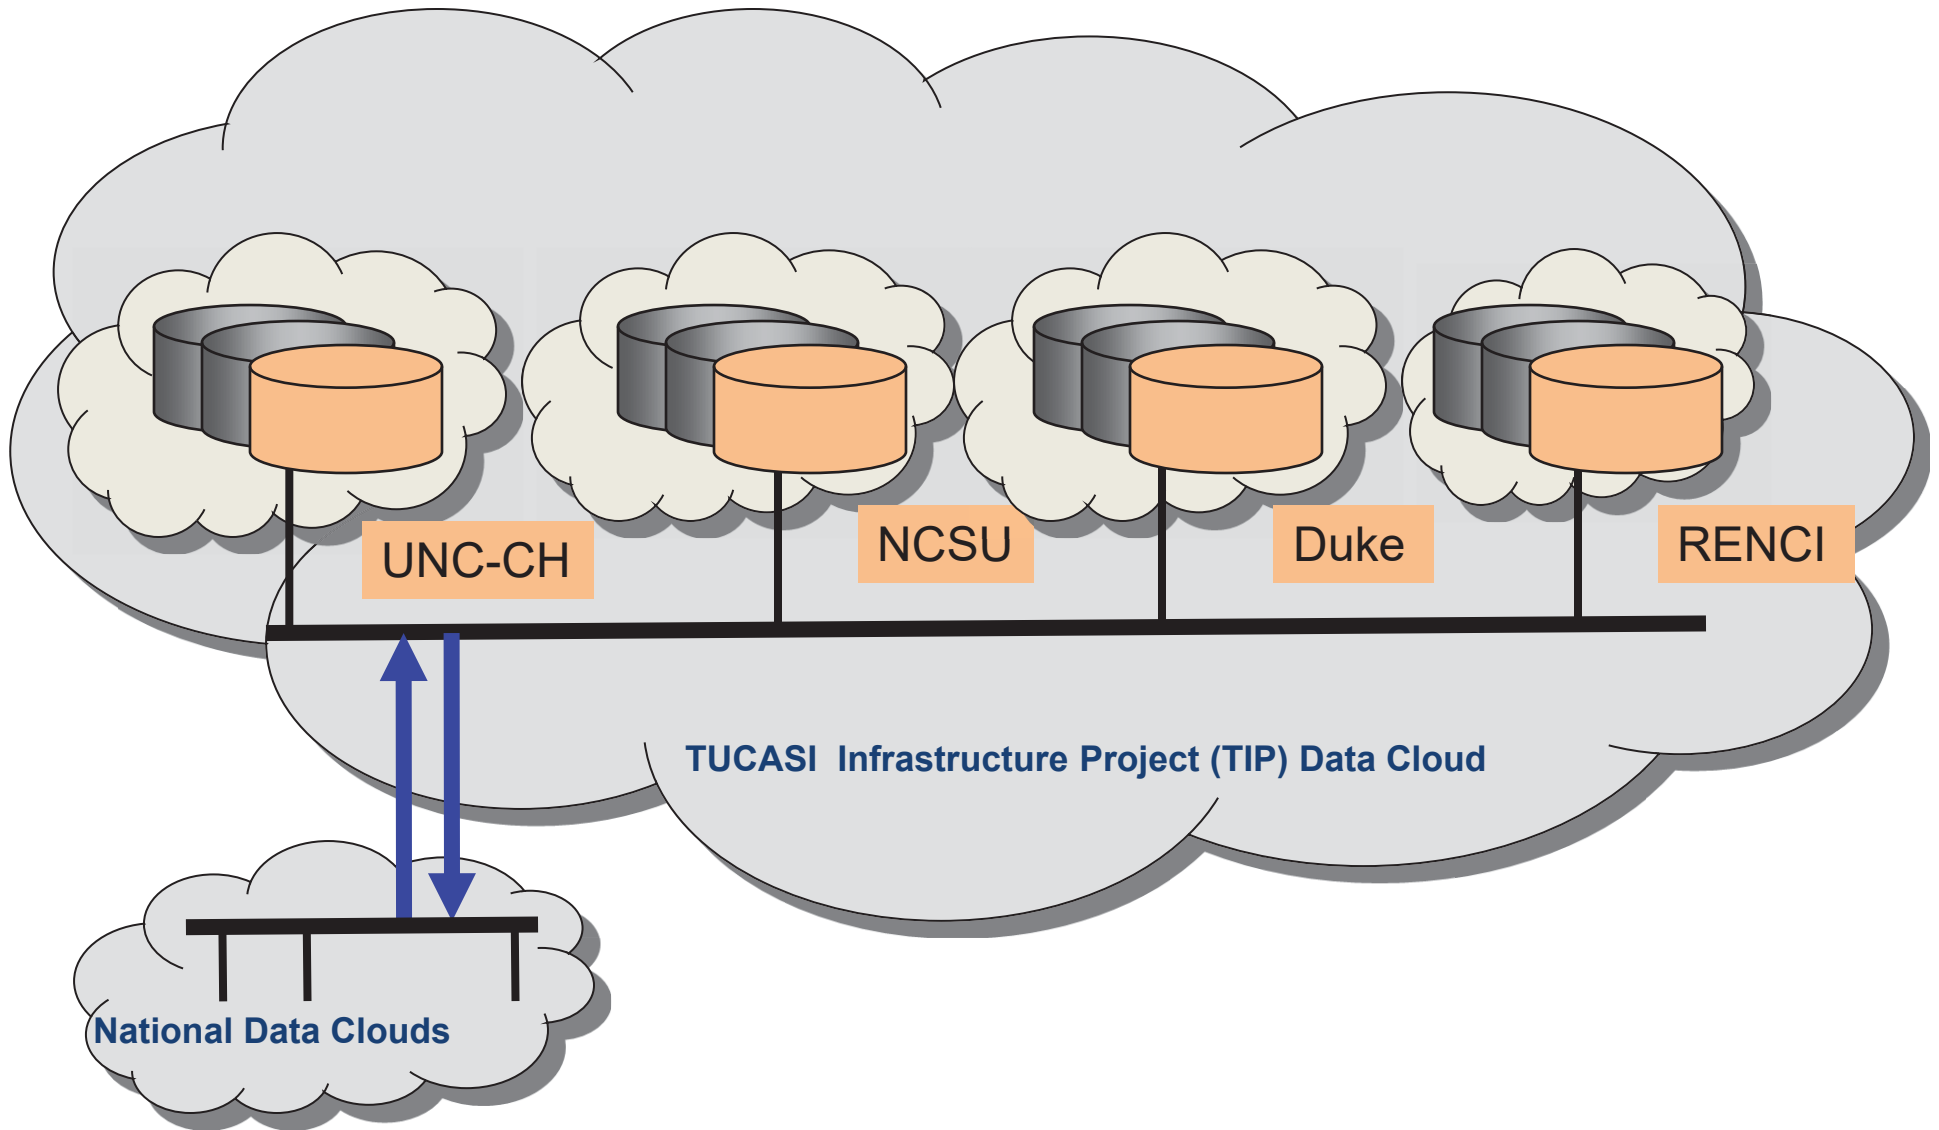 UNC-CH
NCSU
Duke
RENCI
TUCASI  Infrastructure Project (TIP) Data Cloud
National Data Clouds